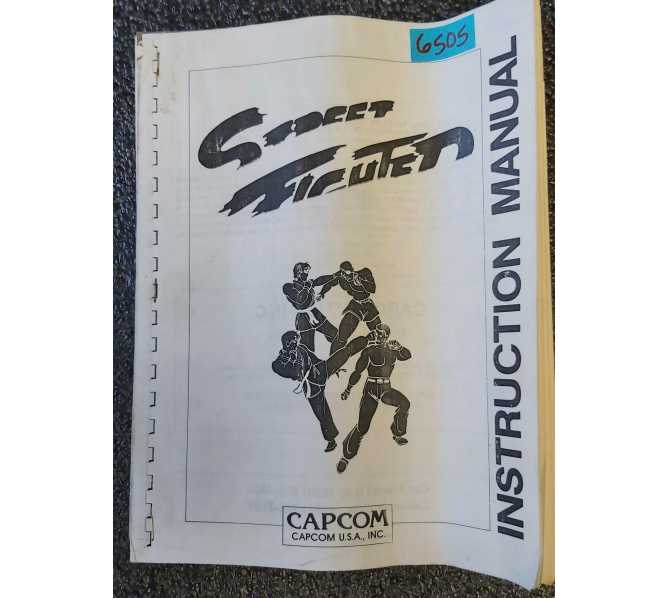 6505
STREET
FIGHTER
INSTRUCTION MANUAL
CAPCOM
CAPCOM U.S.A., INC.